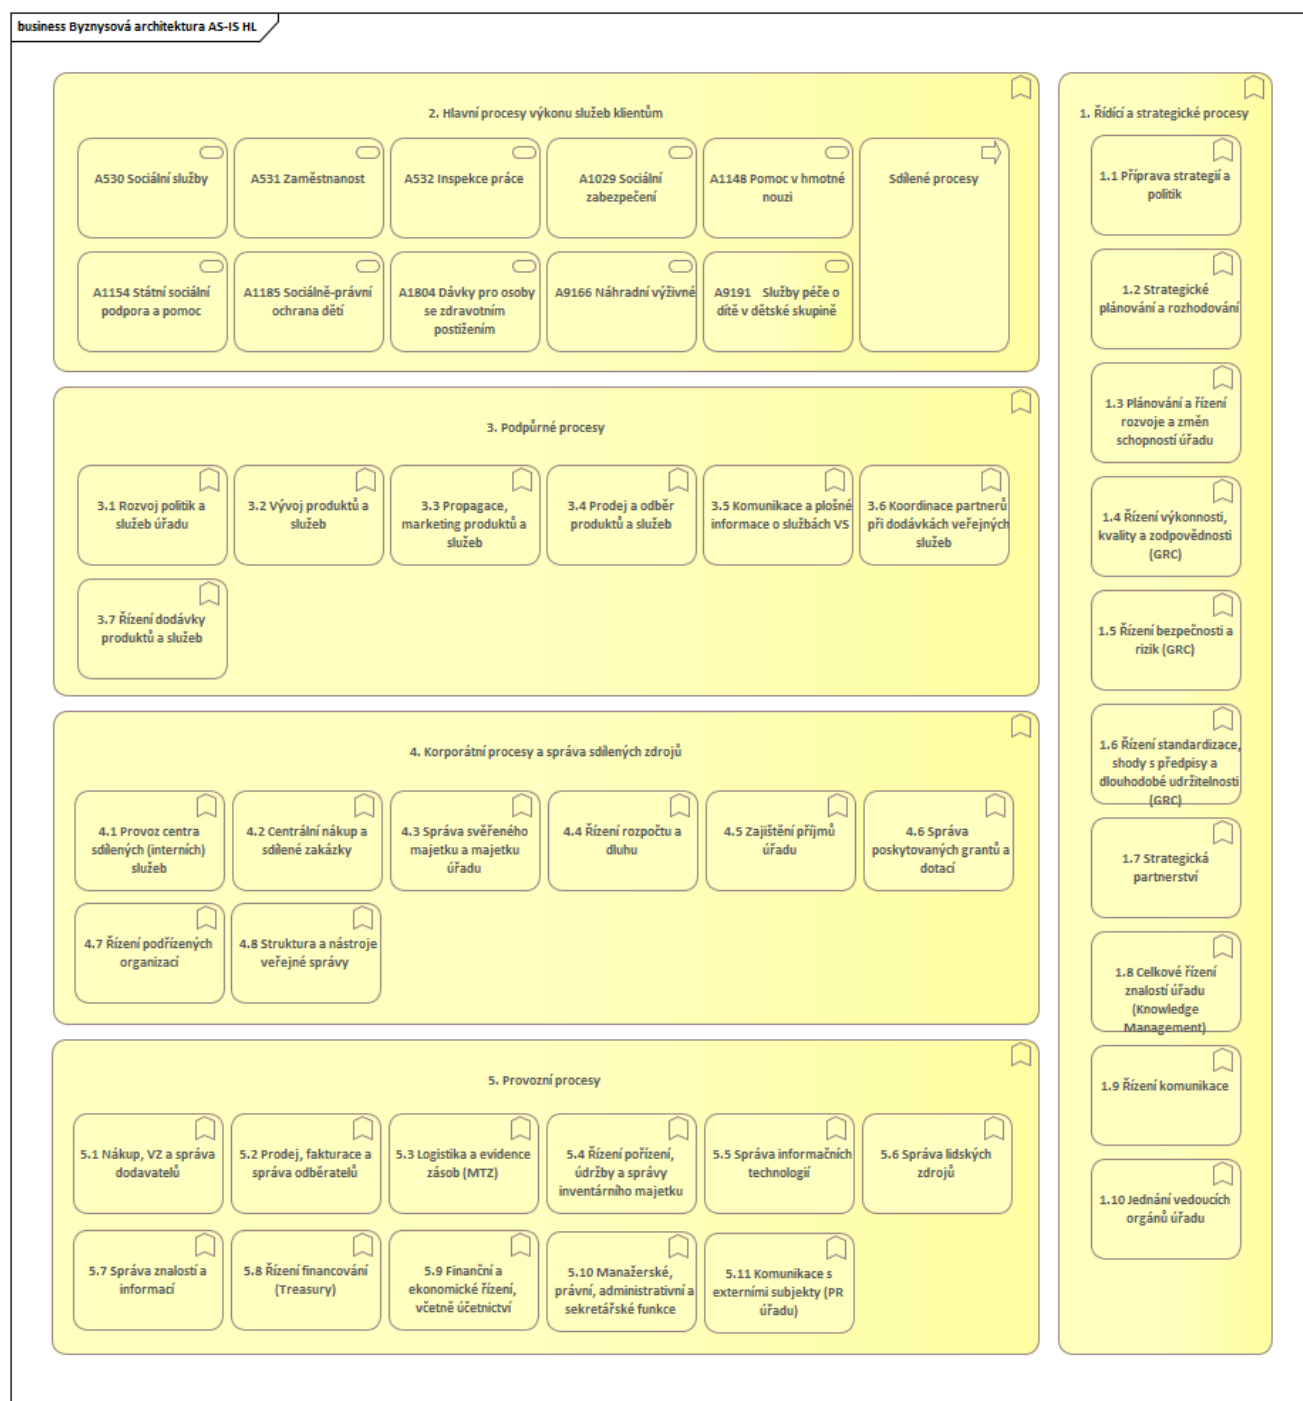 business Byznysová architektura AS-IS HL
2. Hlavní procesy výkonu služeb klientům
A530 Sociální služby
A531 Zaměstnanost
A532 Inspekce práce
A1029 Sociální
zabezpečení
A1148 Pomoc v hmotné
nouzi
Sdílené procesy
A1154 Státní sociální
podpora a pomoc
A1185 Sociálně-právní
ochrana dětí
A1804 Dávky pro osoby
se zdravotním
postižením
A9166 Náhradní výživné
A9191 Služby péče o
dítě v dětské skupině
3. Podpůrné procesy
3.1 Rozvoj politik a
služeb úřadu
3.2 Vývoj produktů a
služeb
3.3 Propagace,
marketing produktů a
služeb
3.4 Prodej a odběr
produktů a služeb
3.5 Komunikace a plošné
informace o službách VS
3.6 Koordinace partnerů
při dodávkách veřejných
služeb
3.7 Řízení dodávky
produktů a služeb
4. Korporátní procesy a správa sdílených zdrojů
4.1 Provoz centra
sdílených (interních)
služeb
4.2 Centrální nákup a
sdílené zakázky
4.3 Správa svěřeného
majetku a majetku
úřadu
4.4 Řízení rozpočtu a
dluhu
4.5 Zajištění příjmů
úřadu
4.6 Správa
poskytovaných grantů a
dotací
4.7 Řízení podřízených
organizací
4.8 Struktura a nástroje
veřejné správy
5. Provozní procesy
5.1 Nákup, VZ a správa
dodavatelů
5.2 Prodej, fakturace a
správa odběratelů
5.3 Logistika a evidence
zásob (MTZ)
5.4 Řízení pořízení,
údržby a správy
inventárního majetku
5.5 Správa informačních
technologií
5.6 Správa lidských
zdrojů
5.7 Správa znalostí a
informací
5.8 Řízení financování
(Treasury)
5.9 Finanční a
ekonomické řízení,
včetně účetnictví
5.10 Manažerské,
právní, administrativní a
sekretářské funkce
5.11 Komunikace s
externími subjekty (PR
úřadu)
1. Řídící a strategické procesy
1.1 Příprava strategií a
politik
1.2 Strategické
plánování a rozhodování
1.3 Plánování a řízení
rozvoje a změn
schopností úřadu
1.4 Řízení výkonnosti,
kvality a zodpovědnosti
(GRC)
1.5 Řízení bezpečnosti a
rizik (GRC)
1.6 Řízení standardizace,
shody s předpisy a
dlouhodobé udržitelnosti
(GRC)
1.7 Strategická
partnerství
1.8 Celkové řízení
znalostí úřadu
(Knowledge
Management)
1.9 Řízení komunikace
1.10 Jednání vedoucích
orgánů úřadu